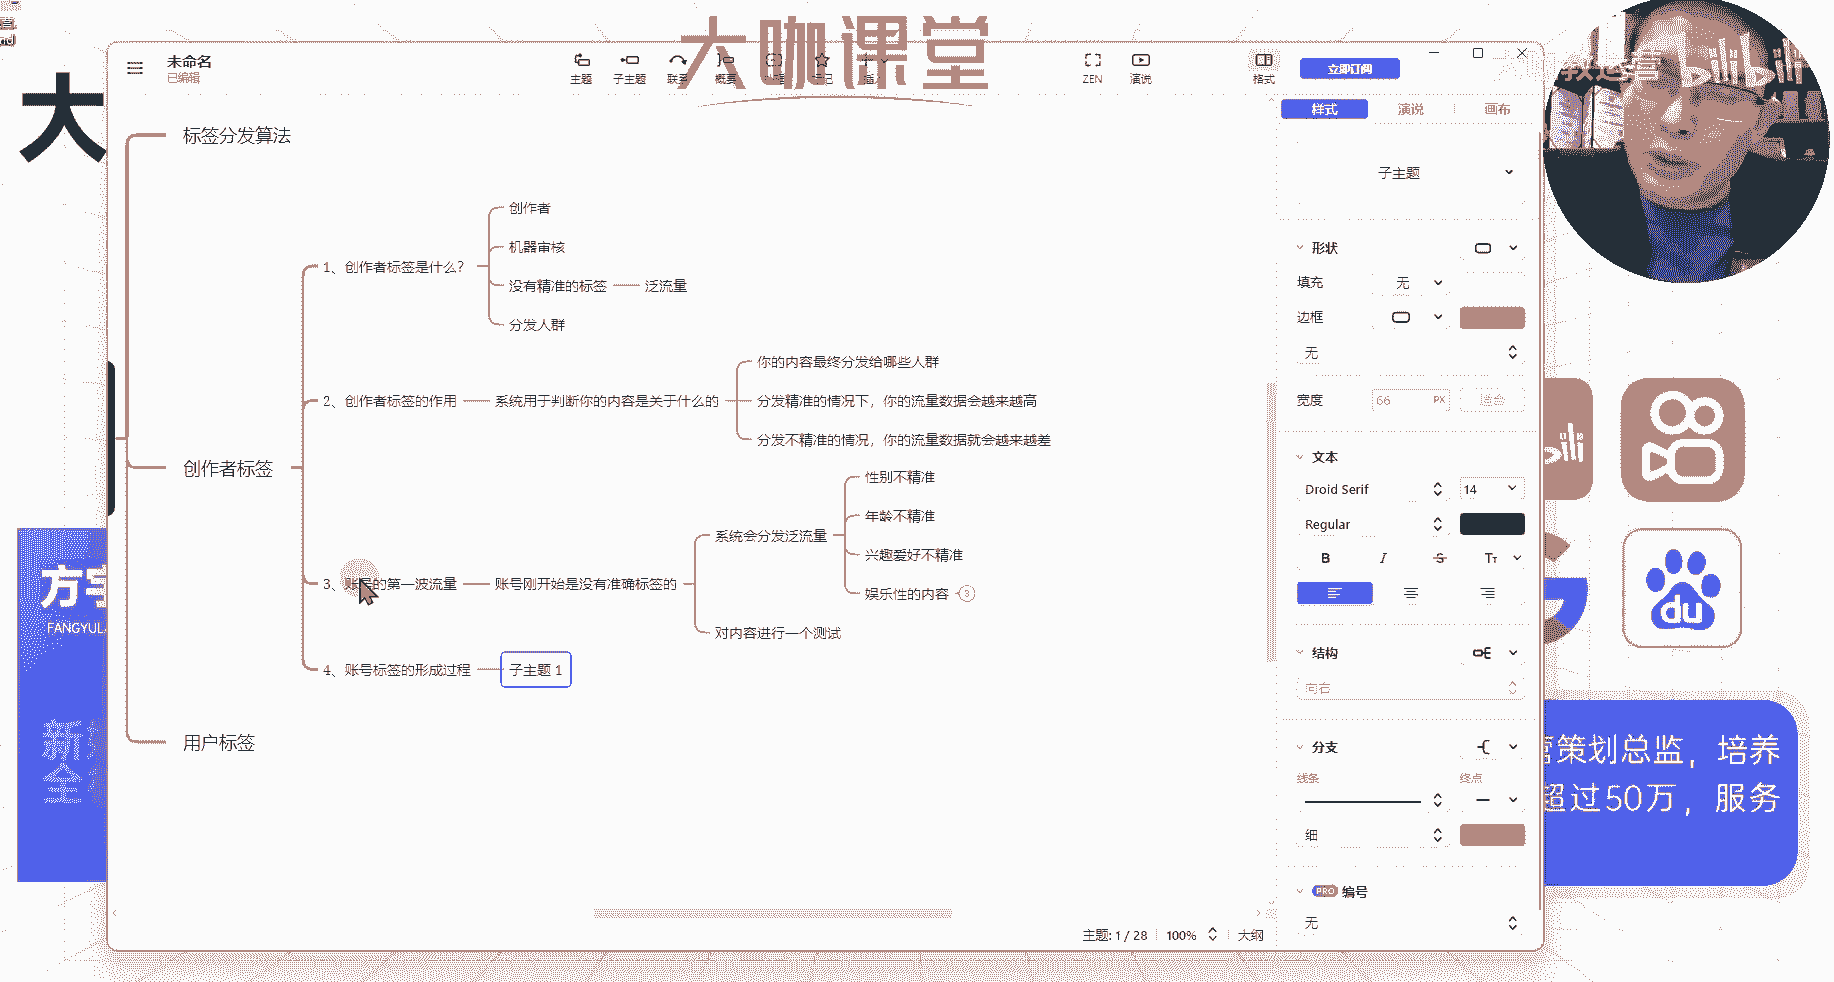 大咖课堂
未命名
已编辑
主题
子主题
联系
概要
ZEN
演说
格式
立即订阅
教运营
bilibili
大
样式
演说
画布
标签分发算法
子主题
创作者
机器审核
1、创作者标签是什么?
没有精准的标签
泛流量
分发人群
形状
填充
无
边框
无
你的内容最终分发给哪些人群
2、创作者标签的作用
系统用于判断你的内容是关于什么的
分发精准的情况下，你的流量数据会越来越高
宽度
66
PX
适合
分发不精准的情况，你的流量数据就会越来越差
创作者标签
文本
性别不精准
Droid Serif
14
年龄不精准
Regular
系统会分发泛流量
兴趣爱好不精准
B
I
S
TT
3、账号的第一波流量
账号刚开始是没有准确标签的
娱乐性的内容
3
对内容进行一个测试
4、账号标签的形成过程
子主题 1
结构
向右
用户标签
分支
线条
终点
细
PRO
编号
无
主题: 1 / 28
100%
大纲
方宇
FANGYUL
新
全
du
营策划总监，培养
超过50万，服务